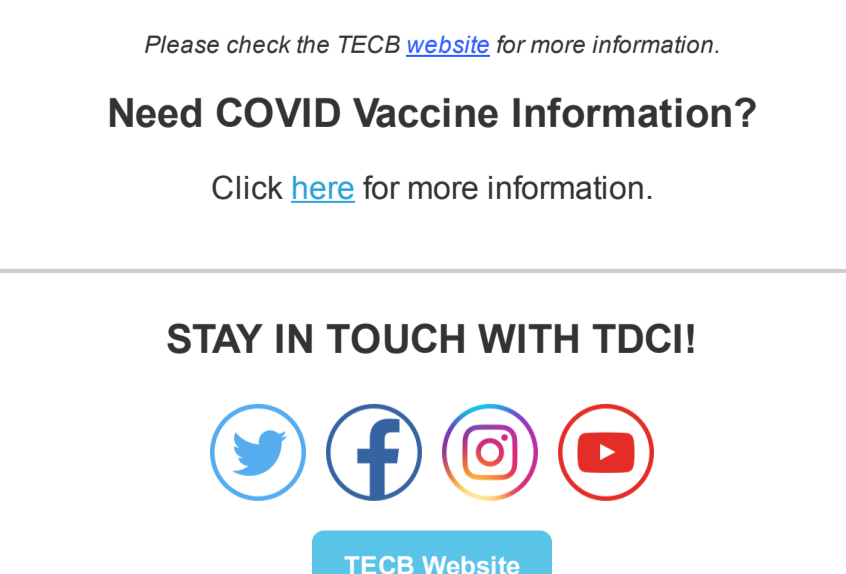 Please check the TECB website for more information.
Need COVID Vaccine Information?
Click here for more information.
STAY IN TOUCH WITH TDCI!
TECB Website